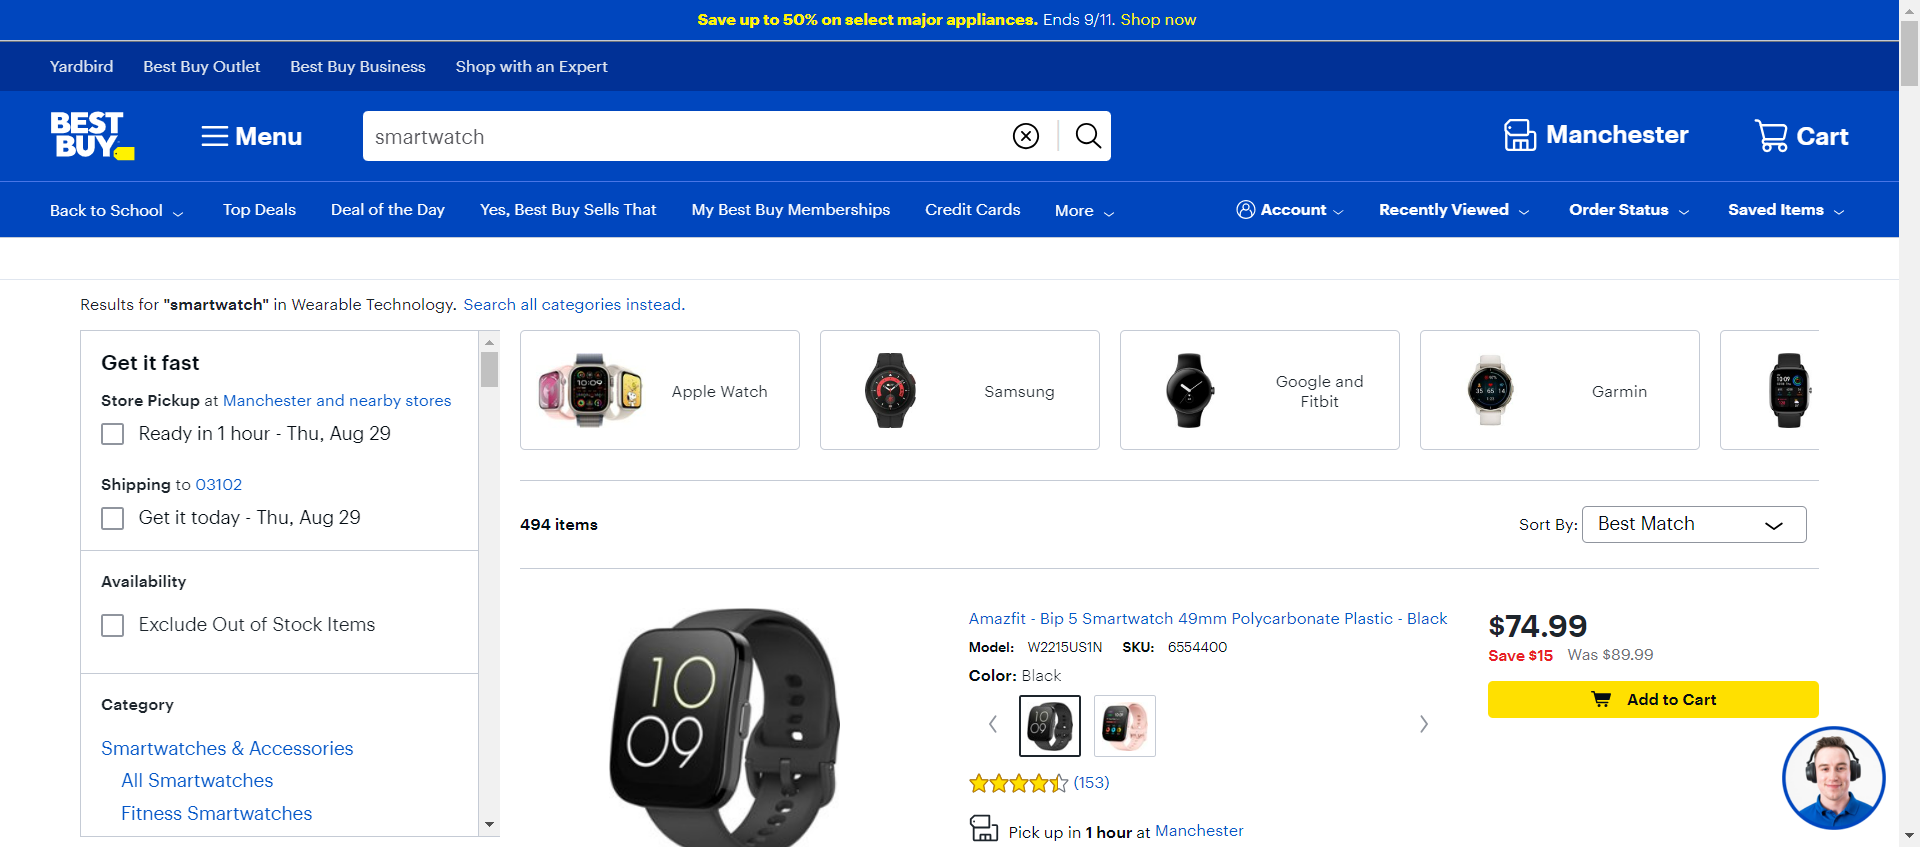 Save up to 50% on select major appliances. Ends 9/11. Shop now
Yardbird Best Buy Outlet Best Buy Business Shop with an Expert
BEST BUY
Menu
smartwatch
Manchester
Cart
Back to School Top Deals Deal of the Day Yes, Best Buy Sells That My Best Buy Memberships Credit Cards More Account Recently Viewed Order Status Saved Items
Results for "smartwatch" in Wearable Technology. Search all categories instead.
Get it fast
Store Pickup at Manchester and nearby stores
Ready in 1 hour - Thu, Aug 29
Shipping to 03102
Get it today - Thu, Aug 29
Availability
Exclude Out of Stock Items
Category
Smartwatches & Accessories
All Smartwatches
Fitness Smartwatches
Apple Watch
Samsung
Google and
Fitbit
Garmin
494 items
Sort By: Best Match
10
09
Amazfit - Bip 5 Smartwatch 49mm Polycarbonate Plastic - Black
Model: W2215US1N SKU: 6554400
Color: Black
(153)
Pick up in 1 hour at Manchester
$74.99
Save $15 Was $89.99
Add to Cart